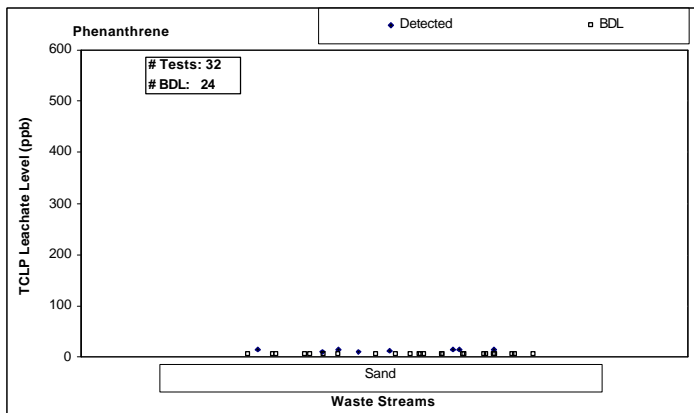 Phenanthrene
Detected
BDL
# Tests: 32
# BDL: 24
TCLP Leachate Level (ppb)
600
500
400
300
200
100
0
Sand
Waste Streams